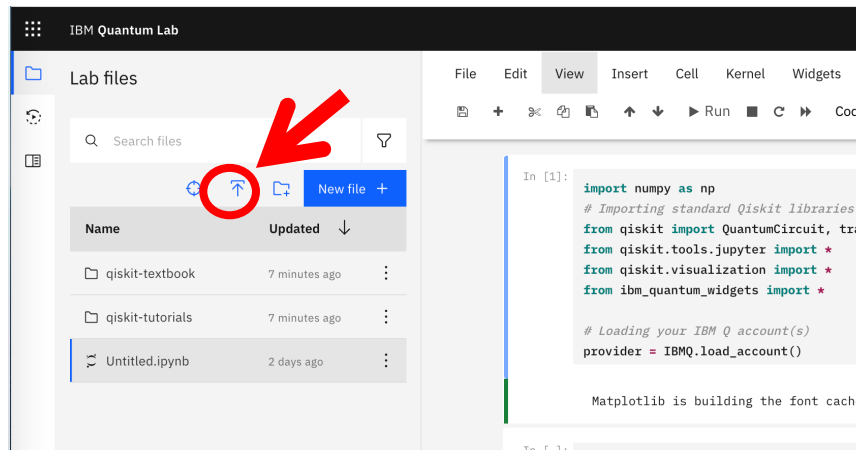 IBM Quantum Lab
Lab files
Search files
New file +
Name Updated
qiskit-textbook 7 minutes ago
qiskit-tutorials 7 minutes ago
Untitled.ipynb 2 days ago
File Edit View Insert Cell Kernel Widgets
Run
In [1]:
import numpy as np
# Importing standard Qiskit libraries
from qiskit import QuantumCircuit, tra
from qiskit.tools.jupyter import *
from qiskit.visualization import *
from ibm_quantum_widgets import *
# Loading your IBM Q account(s)
provider = IBMQ.load_account()
Matplotlib is building the font cach
In [ ]: